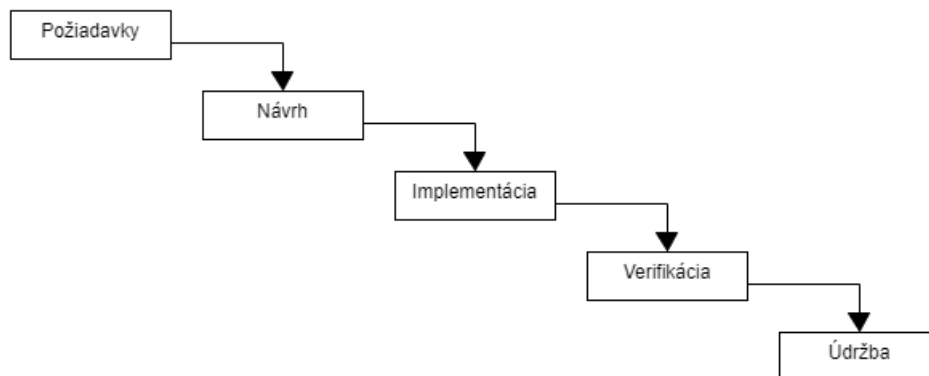 Požiadavky
Návrh
Implementácia
Verifikácia
Údržba